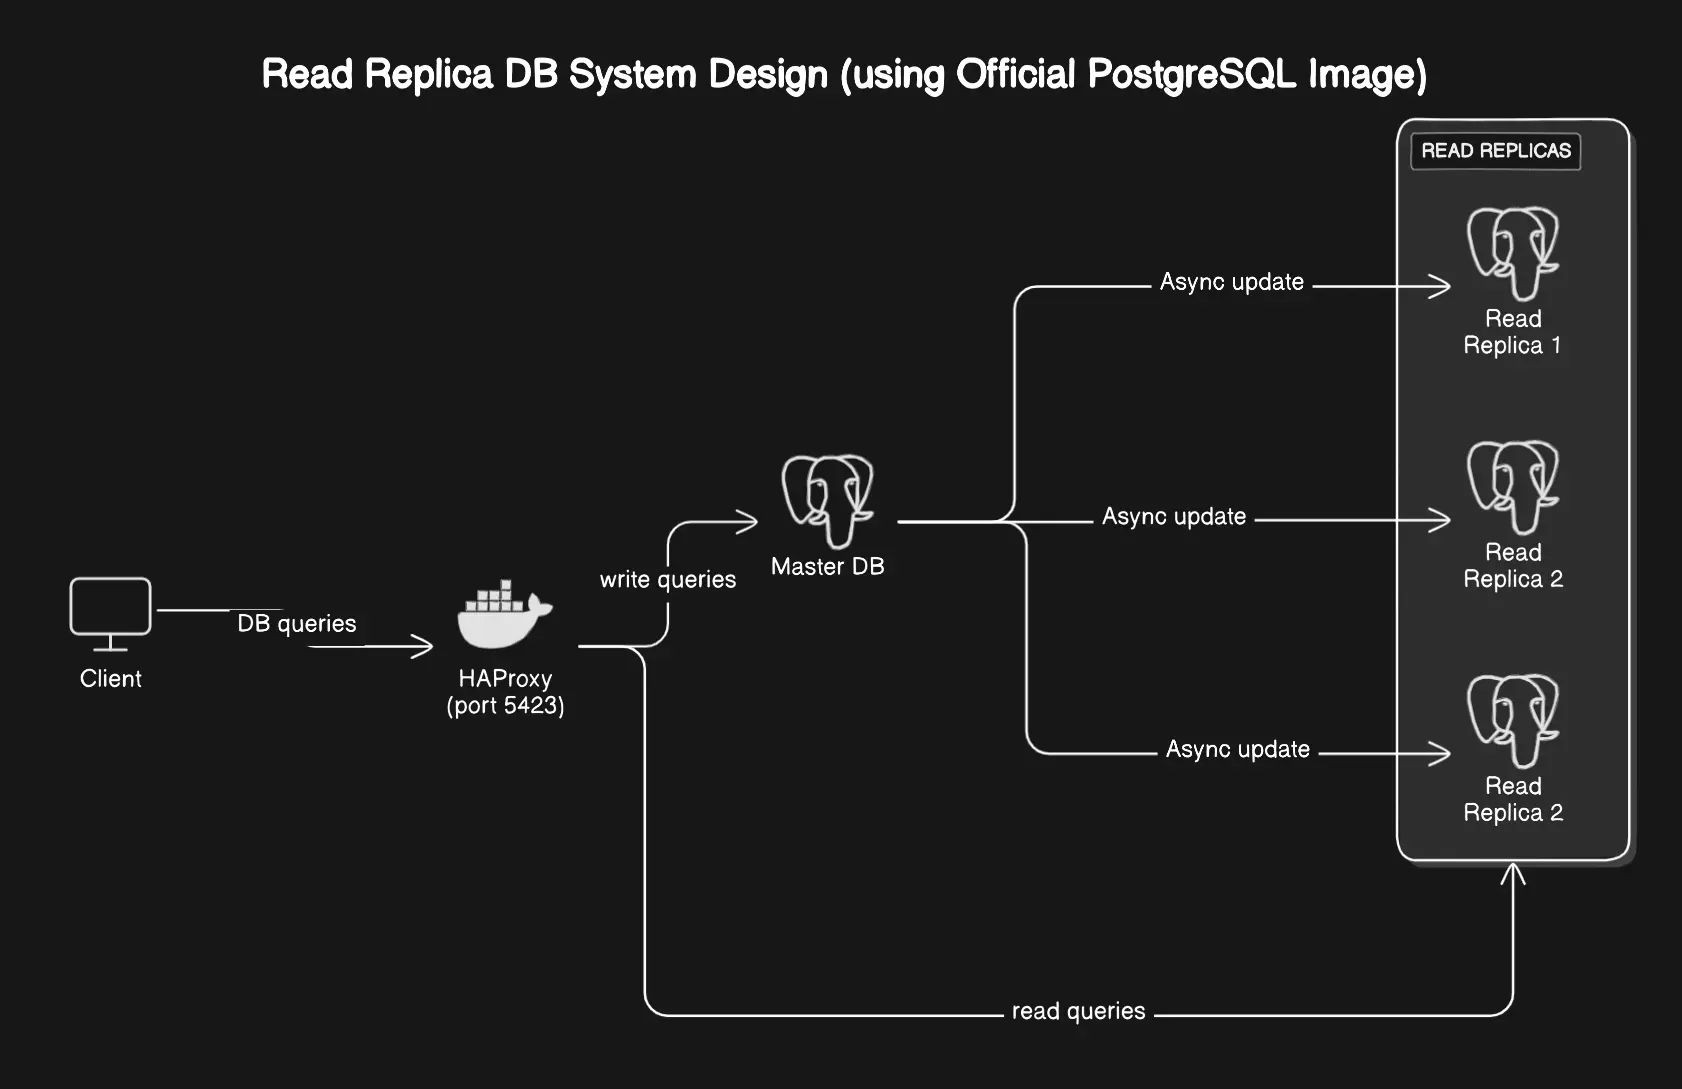 Read Replica DB System Design (using Official PostgreSQL Image)
READ REPLICAS
Read
Replica 1
Async update
Read
Replica 2
Async update
Master DB
write queries
DB queries
Client
HAProxy
(port 5423)
Async update
Read
Replica 2
read queries